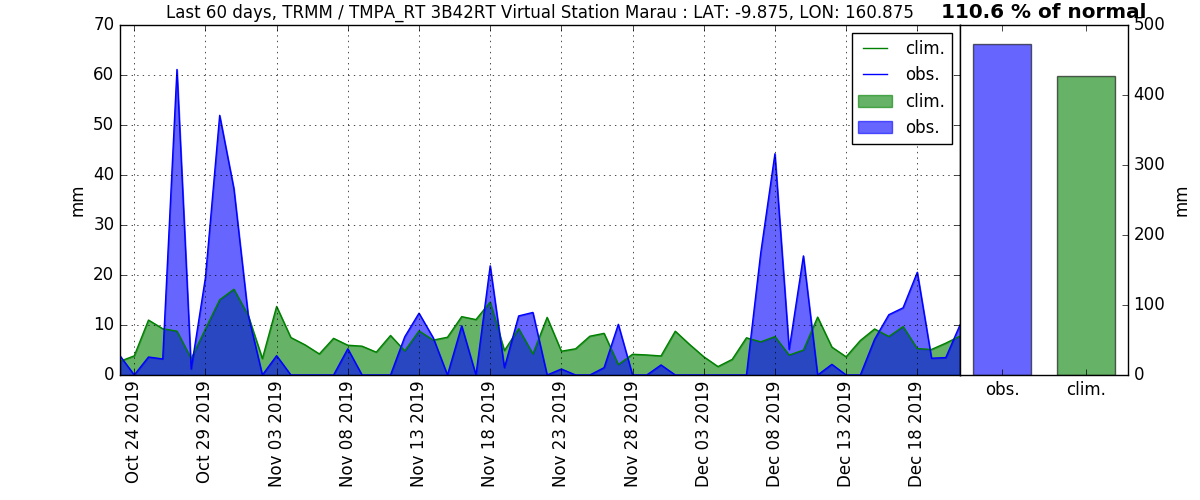 Last 60 days, TRMM / TMPA_RT 3B42RT Virtual Station Marau : LAT: -9.875, LON: 160.875
110.6 % of normal
70
60
50
40
30
20
10
0
mm
clim.
obs.
clim.
obs.
Oct 24 2019
Oct 29 2019
Nov 03 2019
Nov 08 2019
Nov 13 2019
Nov 18 2019
Nov 23 2019
Nov 28 2019
Dec 03 2019
Dec 08 2019
Dec 13 2019
Dec 18 2019
500
400
300
200
100
0
mm
obs.
clim.